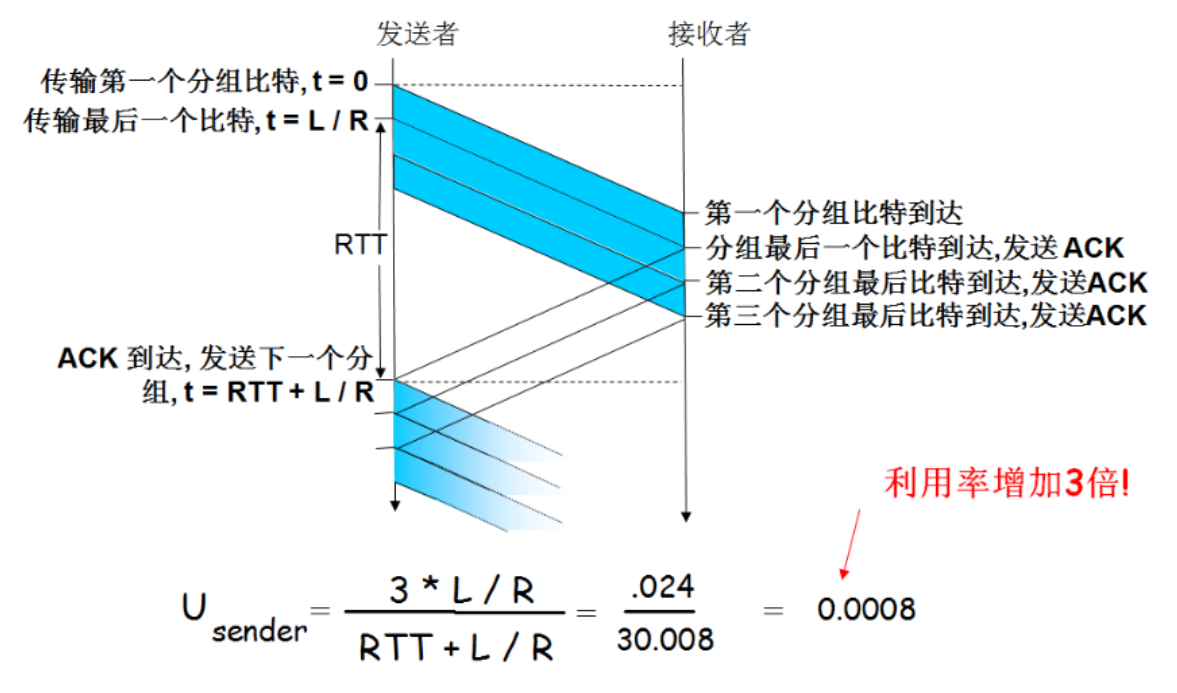 发送者
接收者
传输第一个分组比特, t = 0
传输最后一个比特, t = L / R
RTT
第一个分组比特到达
分组最后一个比特到达,发送 ACK
第二个分组最后比特到达,发送ACK
第三个分组最后比特到达,发送ACK
ACK 到达, 发送下一个分
组, t = RTT + L / R
利用率增加3倍!
U sender = 3 * L / R / RTT + L / R = .024 / 30.008 = 0.0008